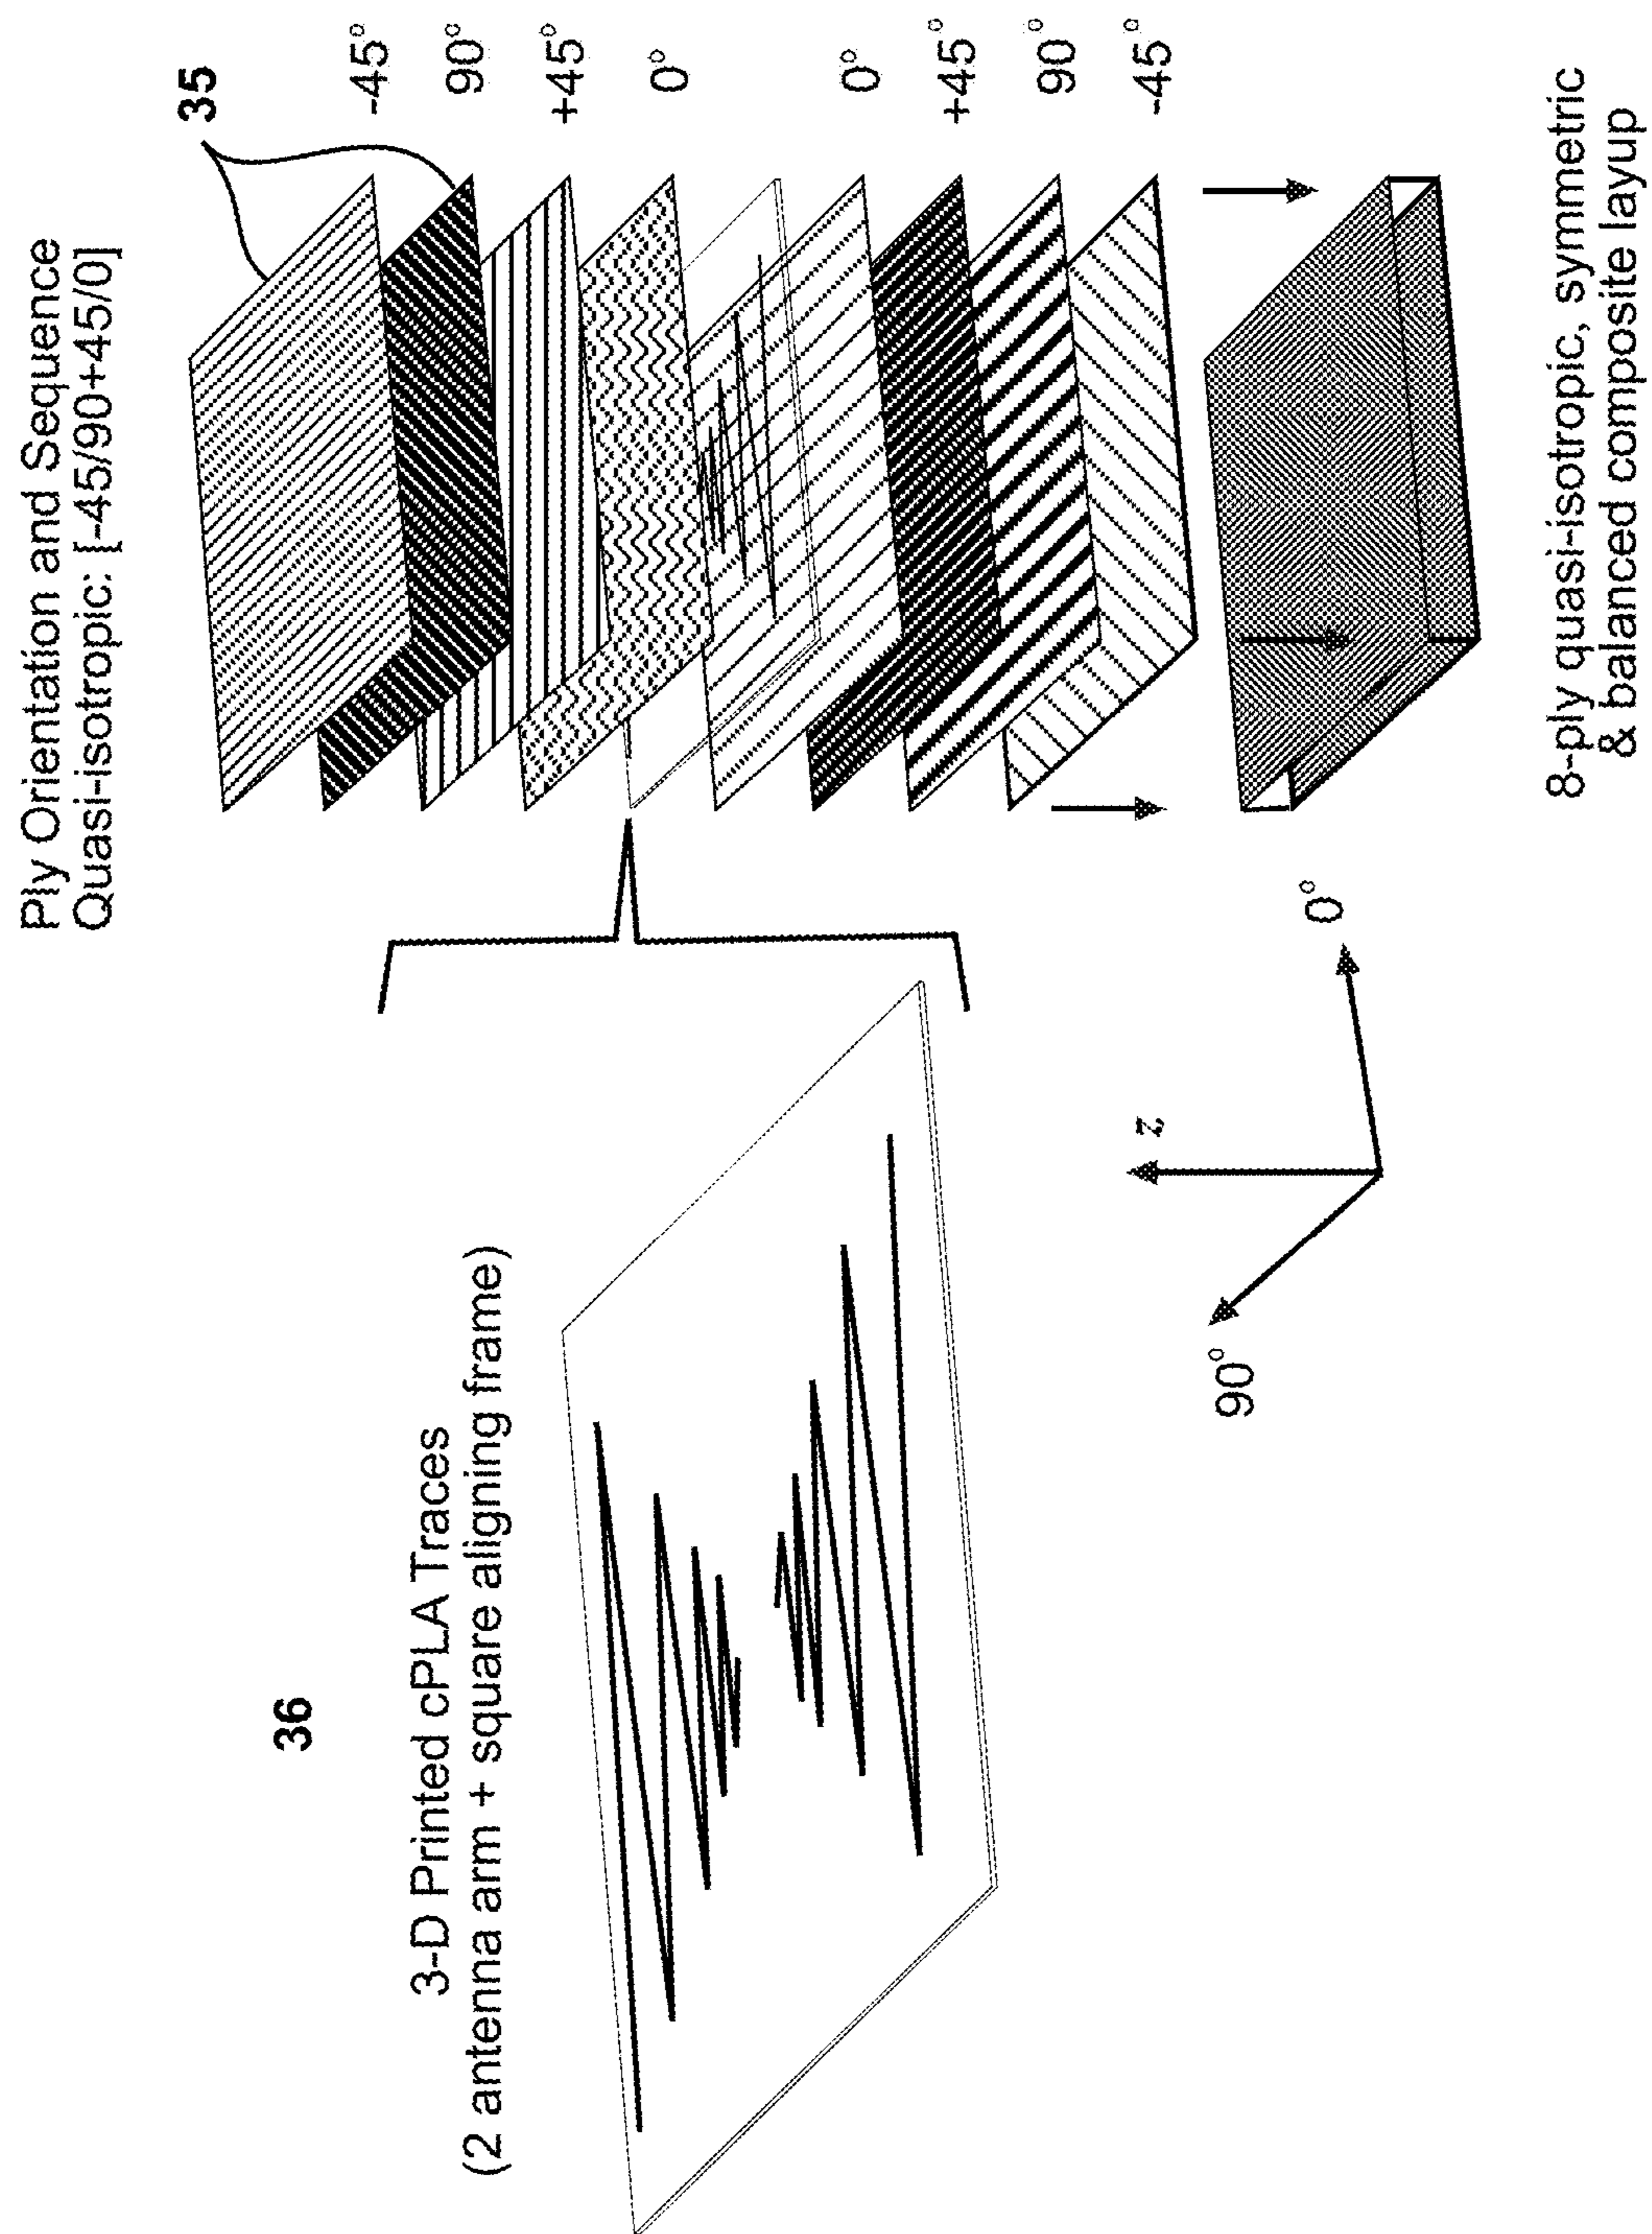 Ply Orientation and Sequence
Quasi-isotropic: [-45/90+45/0]
35
-45°
90°
+45°
0°
0°
+45°
90°
-45°
36
3-D Printed cPLA Traces
(2 antenna arm + square aligning frame)
z
90°
0°
8-ply quasi-isotropic, symmetric
& balanced composite layup